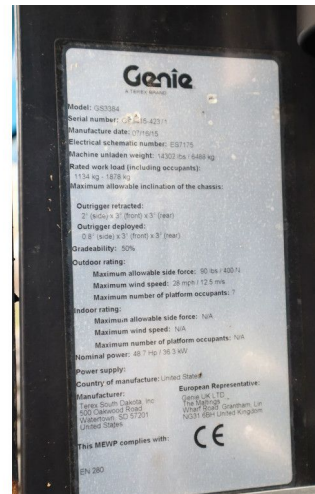 Genie
A TEREX BRAND
Model: GS3384
Serial number:
Manufacture date: 07/16/15
Electrical schematic number: ES1175
Machine unladen weight: 14302 lbs / 6488 kg
Rated work load (including occupants):
1134 kg - 1878 kg
Maximum allowable inclination of the chassis:
Outrigger retracted:
2° (side) x 3° (front) x 3° (rear)
Outrigger deployed:
0.8° (side) x 3° (front) x 3° (rear)
Gradeability: 50%
Outdoor rating:
Maximum allowable side force: 90 lbs / 400 N
Maximum wind speed: 28 mph / 12.5 m/s
Maximum number of platform occupants: 7
Indoor rating:
Maximum allowable side force: N/A
Maximum wind speed: N/A
Maximum number of platform occupants: N/A
Nominal power: 48.7 Hp / 36.3 kW
Power supply:
Country of manufacture: United States
Manufacturer:
Terex South Dakota, Inc
500 Oakwood Road
Watertown, SD 57201
United States
European Representative:
Genie UK LTD
The Maltings
Wharf Road, Grantham, Lin
NG31 6BH United Kingdom
This MEWP complies with:
CE
EN 280